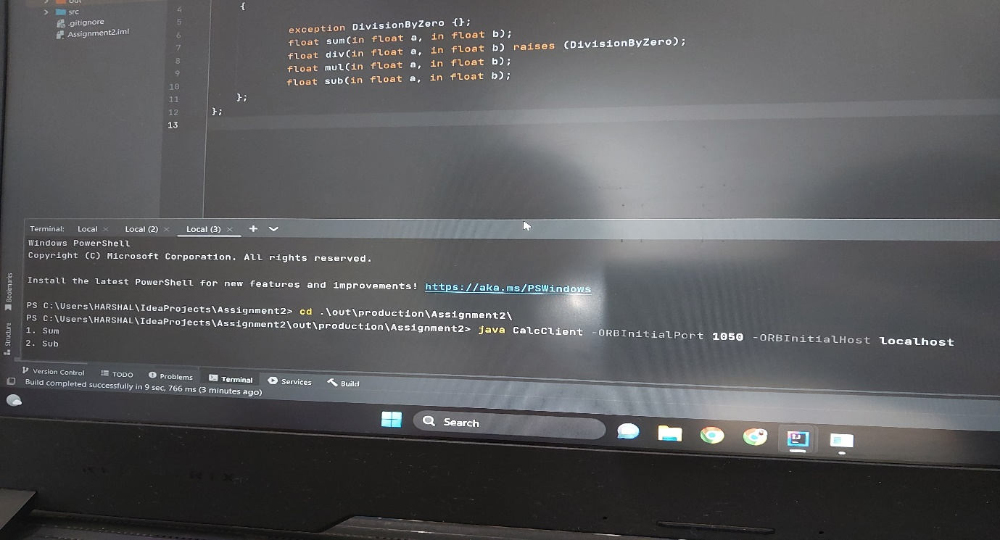 src
.gitignore
Assignment2.iml
4 {
5
6 exception DivisionByZero {};
7 float sum(in float a, in float b);
8 float div(in float a, in float b) raises (DivisionByZero);
9 float mul(in float a, in float b);
10 float sub(in float a, in float b);
11 };
12 };
13
Terminal: Local × Local (2) × Local (3) × +
Windows PowerShell
Copyright (C) Microsoft Corporation. All rights reserved.
Install the latest PowerShell for new features and improvements! https://aka.ms/PSWindows
PS C:\Users\HARSHAL\IdeaProjects\Assignment2> cd .\out\production\Assignment2\
PS C:\Users\HARSHAL\IdeaProjects\Assignment2\out\production\Assignment2> java CalcClient -ORBInitialPort 1050 -ORBInitialHost localhost
1. Sum
2. Sub
Bookmarks
Structure
Version Control TODO Problems Terminal Services Build
Build completed successfully in 9 sec, 766 ms (3 minutes ago)
Search